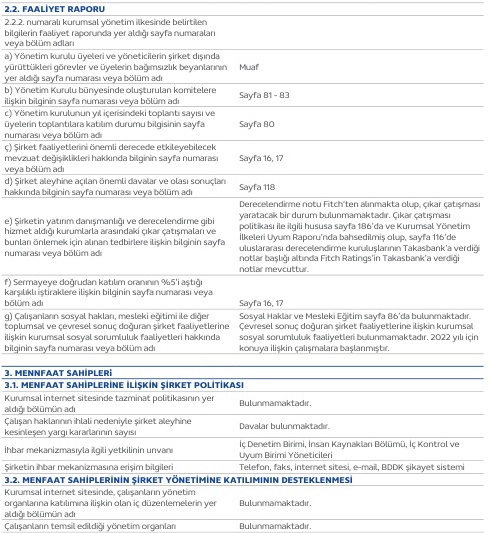 2.2. FAALİYET RAPORU
2.2.2. numaralı kurumsal yönetim ilkesinde belirtilen
bilgilerin faaliyet raporunda yer aldığı sayfa numaraları
veya bölüm adları
a) Yönetim kurulu üyeleri ve yöneticilerin şirket dışında
yürüttükleri görevler ve üyelerin bağımsızlık beyanlarının
yer aldığı sayfa numarası veya bölüm adı
Muaf
b) Yönetim Kurulu bünyesinde oluşturulan komitelere
ilişkin bilginin sayfa numarası veya bölüm adı
Sayfa 81 - 83
c) Yönetim kurulunun yıl içerisindeki toplantı sayısı ve
üyelerin toplantılara katılım durumu bilgisinin sayfa
numarası veya bölüm adı
Sayfa 80
ç) Şirket faaliyetlerini önemli derecede etkileyebilecek
mevzuat değişiklikleri hakkında bilginin sayfa numarası
veya bölüm adı
Sayfa 16, 17
d) Şirket aleyhine açılan önemli davalar ve olası sonuçları
hakkında bilginin sayfa numarası veya bölüm adı
Sayfa 118
e) Şirketin yatırım danışmanlığı ve derecelendirme gibi
hizmet aldığı kurumlarla arasındaki çıkar çatışmaları ve
bunları önlemek için alınan tedbirlere ilişkin bilginin sayfa
numarası veya bölüm adı
Derecelendirme notu Fitch'ten alınmakta olup, çıkar çatışması
yaratacak bir durum bulunmamaktadır. Çıkar çatışması
politikası ile ilgili hususa sayfa 186'da ve Kurumsal Yönetim
İlkeleri Uyum Raporu'nda bahsedilmiş olup, sayfa 116'de
uluslararası derecelendirme kuruluşlarının Takasbank'a verdiği
notlar başlığı altında Fitch Ratings'in Takasbank'a verdiği
notlar mevcuttur.
f) Sermayeye doğrudan katılım oranının %5'i aştığı
karşılıklı iştiraklere ilişkin bilginin sayfa numarası veya
bölüm adı
Sayfa 16, 17
g) Çalışanların sosyal hakları, mesleki eğitimi ile diğer
toplumsal ve çevresel sonuç doğuran şirket faaliyetlerine
ilişkin kurumsal sosyal sorumluluk faaliyetleri hakkında
bilginin sayfa numarası veya bölüm adı
Sosyal Haklar ve Mesleki Eğitim sayfa 86'da bulunmaktadır.
Çevresel sonuç doğuran şirket faaliyetlerine ilişkin kurumsal
sosyal sorumluluk faaliyetleri bulunmamaktadır. 2022 yılı için
konuya ilişkin çalışmalara başlanmıştır.
3. MENNFAAT SAHİPLERİ
3.1. MENFAAT SAHİPLERİNE İLİŞKİN ŞİRKET POLİTİKASI
Kurumsal internet sitesinde tazminat politikasının yer
aldığı bölümün adı
Bulunmamaktadır.
Çalışan haklarının ihlali nedeniyle şirket aleyhine
kesinleşen yargı kararlarının sayısı
Davalar bulunmamaktadır.
İhbar mekanizmasıyla ilgili yetkilinin unvanı
İç Denetim Birimi, İnsan Kaynakları Bölümü, İç Kontrol ve
Uyum Birimi Yöneticileri
Şirketin ihbar mekanizmasına erişim bilgileri
Telefon, faks, internet sitesi, e-mail, BDDK şikayet sistemi
3.2. MENFAAT SAHİPLERİNİN ŞİRKET YÖNETİMİNE KATILIMININ DESTEKLENMESİ
Kurumsal internet sitesinde, çalışanların yönetim
organlarına katılımına ilişkin olan iç düzenlemelerin yer
aldığı bölümün adı
Bulunmamaktadır.
Çalışanların temsil edildiği yönetim organları
Bulunmamaktadır.